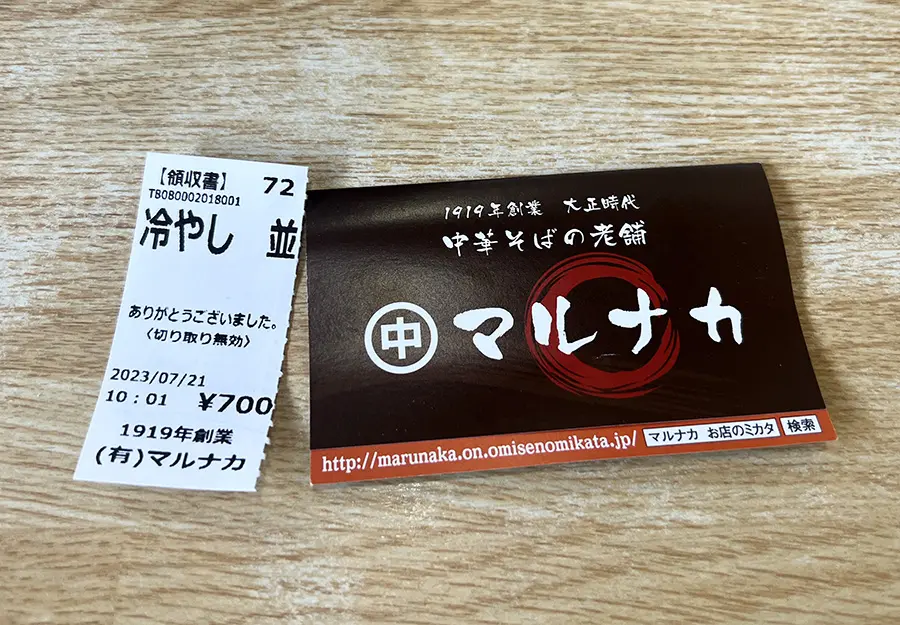 【領収書】 72
TB0B0002018001
冷やし 並
ありがとうございました。
〈切り取り無効〉
2023/07/21
10:01 ¥700
1919年創業
(有)マルナカ
1919年創業 大正時代
中華そばの老舗
中 マルナカ
http://marunaka.on.omisenomikata.jp/ マルナカ お店のミカタ 検索